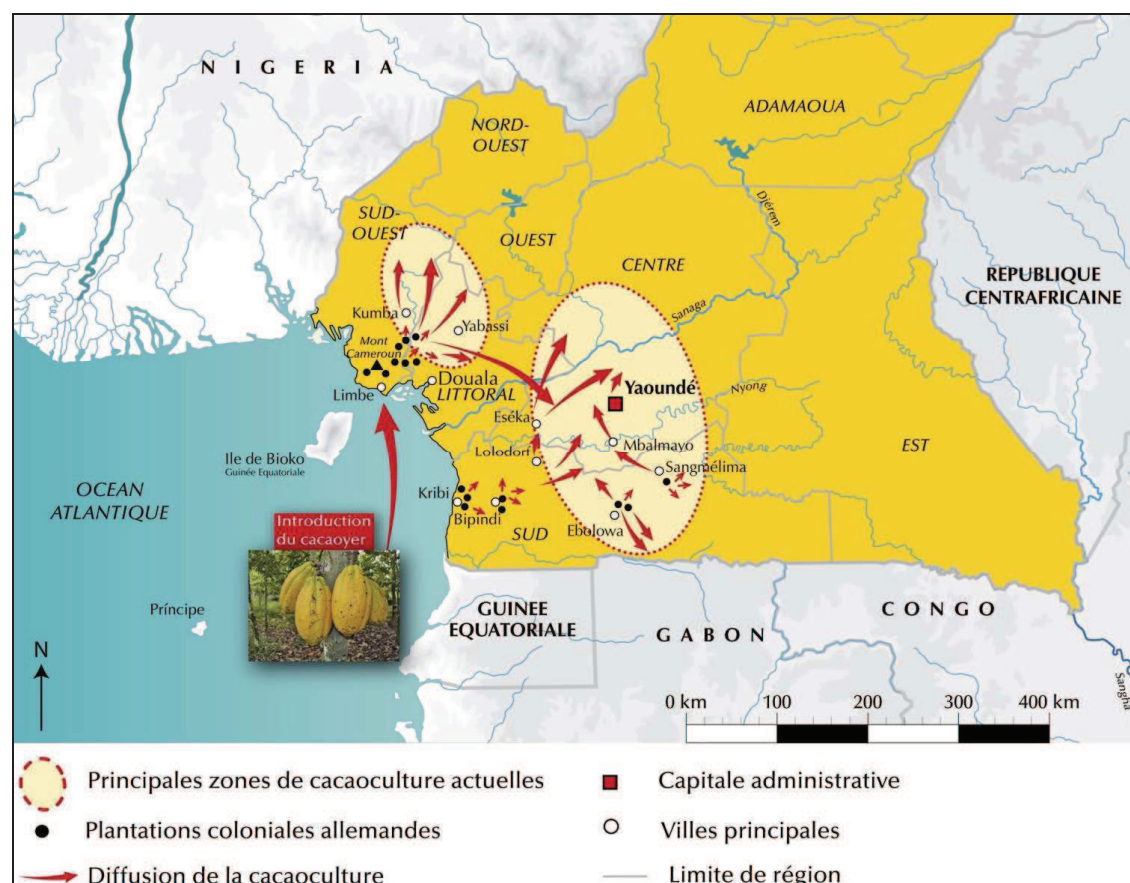 NIGERIA
ADAMAOUA
NORD-
OUEST
Djérem
SUD-
OUEST
OUEST
CENTRE
REPUBLIQUE
CENTRAFRICAINE
Kumba
Yabassi
Sanaga
Mont
Cameroun
Douala
LITTORAL
Limbe
Yaoundé
Nyong
Eséka
Mbalmayo
EST
Ile de Bioko
Guinée Equatoriale
Lolodorf
Sangmélima
OCEAN
ATLANTIQUE
Kribi
Bipindi
Ebolowa
SUD
Introduction
du cacaoyer
Príncipe
GUINEE
EQUATORIALE
GABON
CONGO
Sangha
N
0 km 100 200 300 400 km
Principales zones de cacaoculture actuelles
Capitale administrative
Plantations coloniales allemandes
Villes principales
Diffusion de la cacaoculture
Limite de région